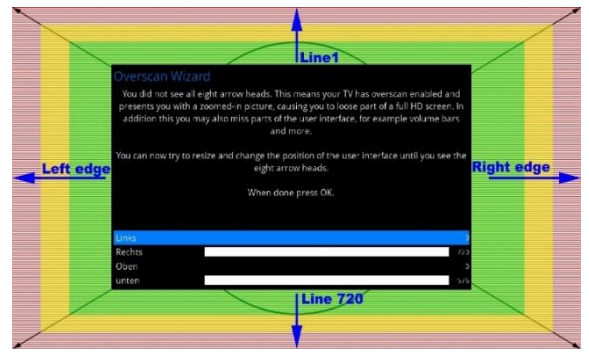 Line1
Overscan Wizard
You did not see all eight arrow heads. This means your TV has overscan enabled and
presents you with a zoomed-in picture, causing you to loose part of a full HD screen. In
addition this you may also miss parts of the user interface, for example volume bars
and more.
You can now try to resize and change the position of the user interface until you see the
eight arrow heads.
Left edge
Right edge
When done press OK.
Links
Rechts 720
Oben
unten 576
Line 720